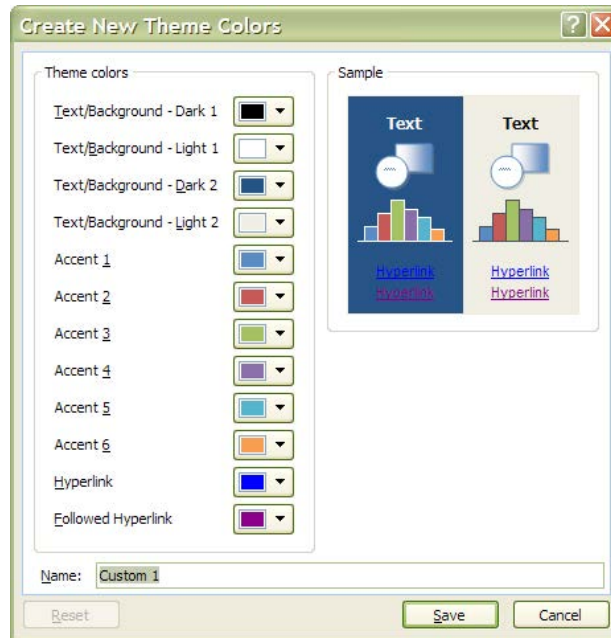 Create New Theme Colors
Theme colors
Text/Background - Dark 1
Text/Background - Light 1
Text/Background - Dark 2
Text/Background - Light 2
Accent 1
Accent 2
Accent 3
Accent 4
Accent 5
Accent 6
Hyperlink
Followed Hyperlink
Sample
Text Text
Hyperlink Hyperlink
Hyperlink Hyperlink
Name: Custom 1
Reset Save Cancel